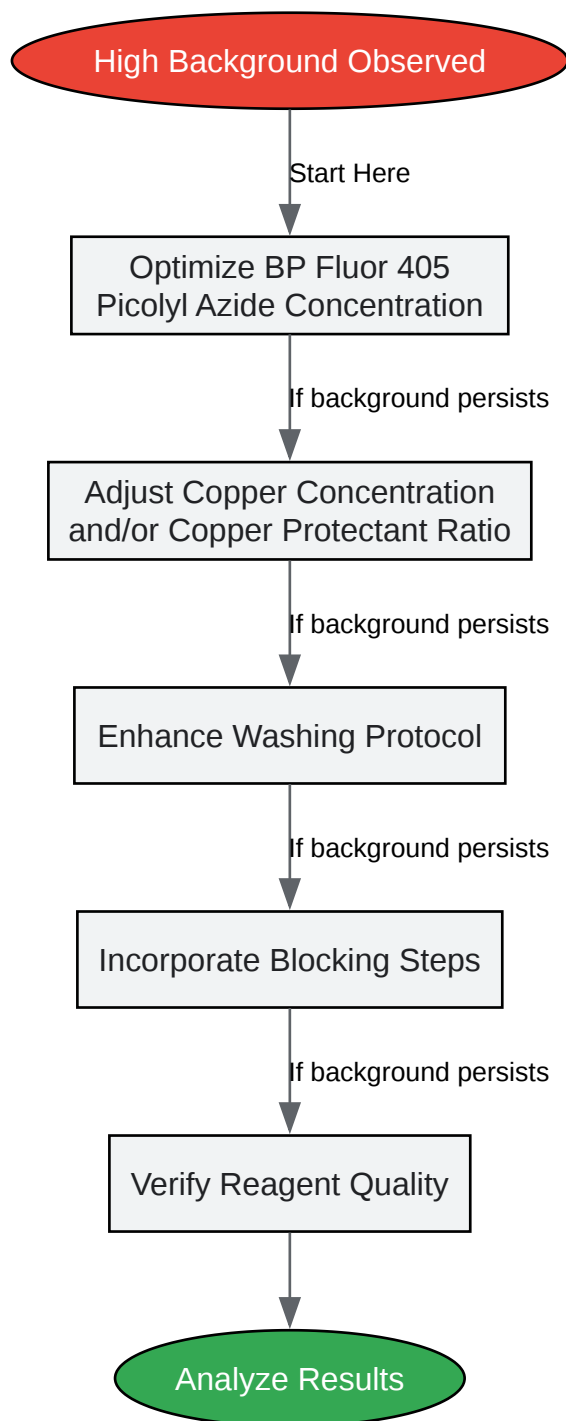 High Background Observed
Start Here
Optimize BP Fluor 405
Picolyl Azide Concentration
If background persists
Adjust Copper Concentration
and/or Copper Protectant Ratio
If background persists
Enhance Washing Protocol
If background persists
Incorporate Blocking Steps
If background persists
Verify Reagent Quality
Analyze Results